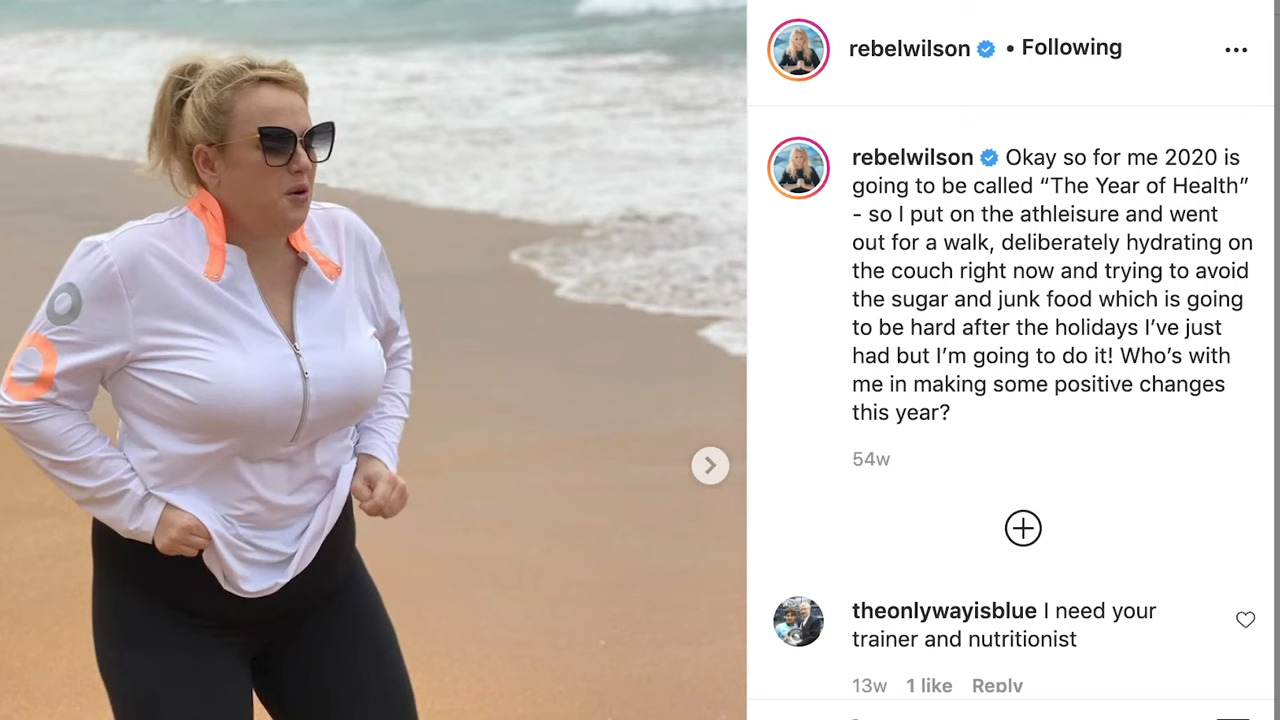 rebelwilson • Following
rebelwilson Okay so for me 2020 is
going to be called “The Year of Health”
- so I put on the athleisure and went
out for a walk, deliberately hydrating on
the couch right now and trying to avoid
the sugar and junk food which is going
to be hard after the holidays I’ve just
had but I’m going to do it! Who’s with
me in making some positive changes
this year?
54w
theonlywayisblue I need your
trainer and nutritionist
13w 1 like Reply